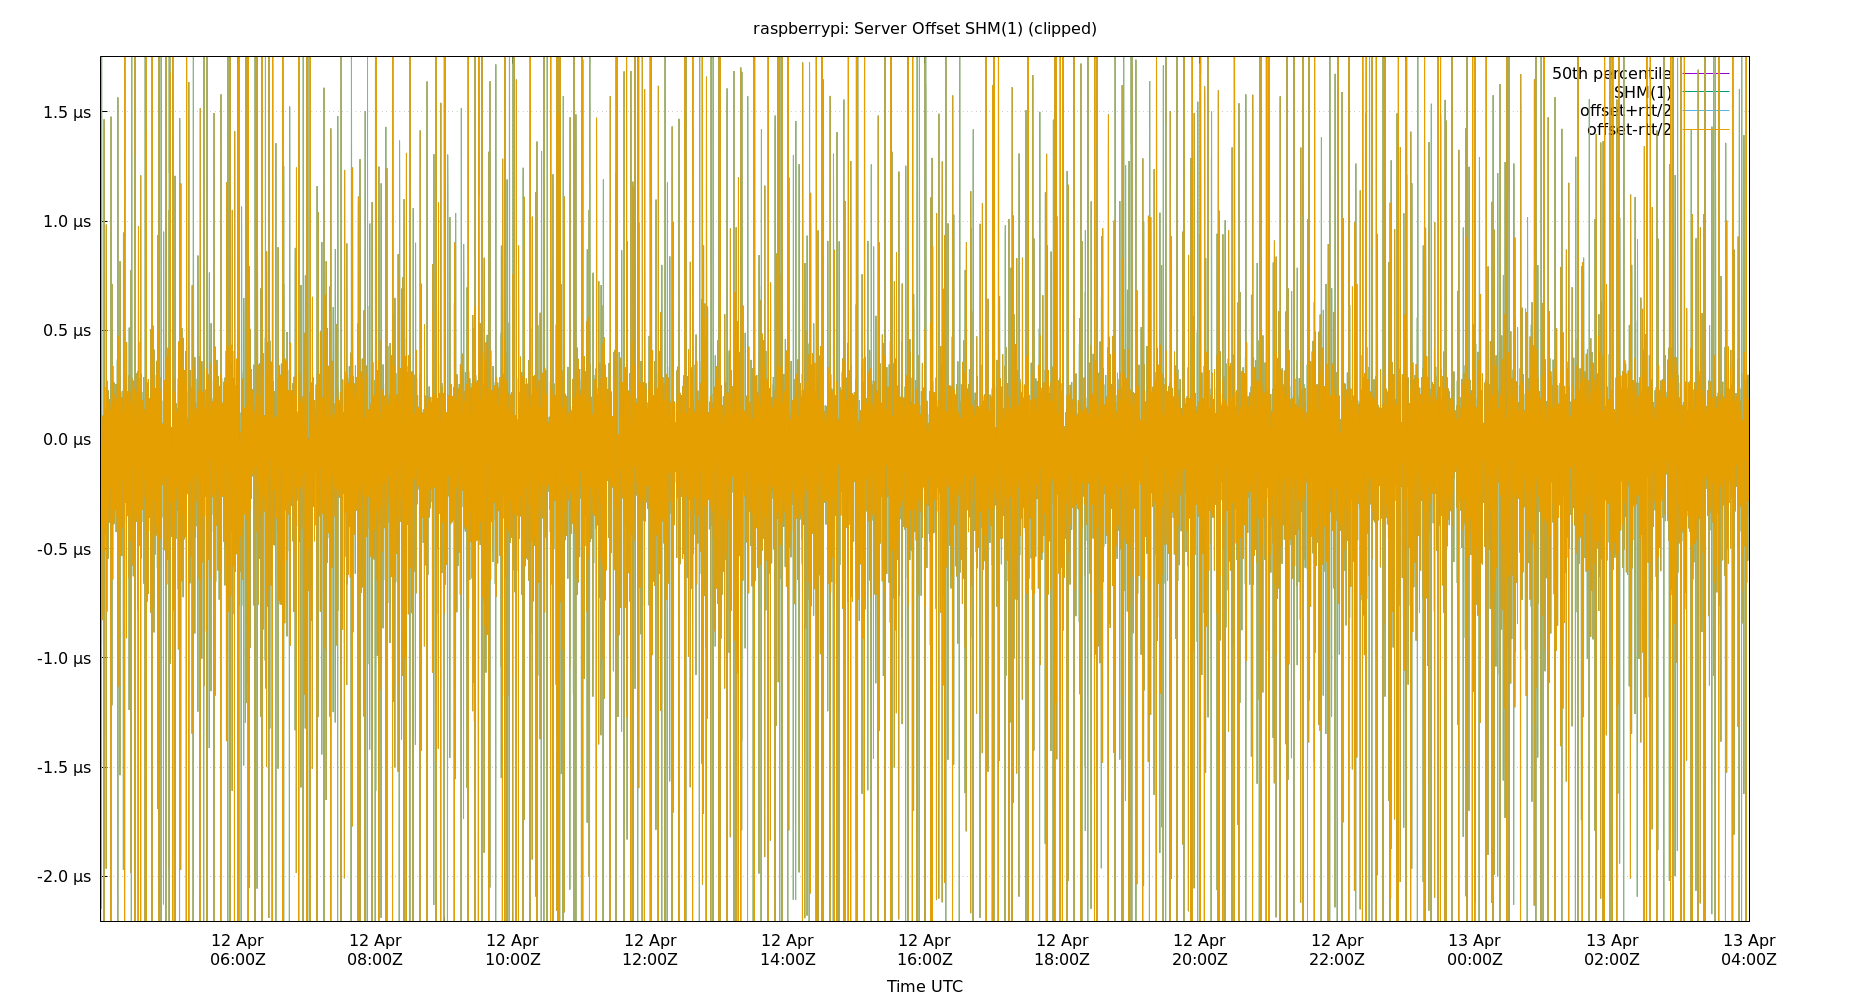 raspberrypi: Server Offset SHM(1) (clipped)
50th percentile
SHM(1)
offset+rtt/2
offset-rtt/2
1.5 µs
1.0 µs
0.5 µs
0.0 µs
-0.5 µs
-1.0 µs
-1.5 µs
-2.0 µs
12 Apr 12 Apr 12 Apr 12 Apr 12 Apr 12 Apr 12 Apr 12 Apr 12 Apr 13 Apr 13 Apr 13 Apr
06:00Z 08:00Z 10:00Z 12:00Z 14:00Z 16:00Z 18:00Z 20:00Z 22:00Z 00:00Z 02:00Z 04:00Z
Time UTC